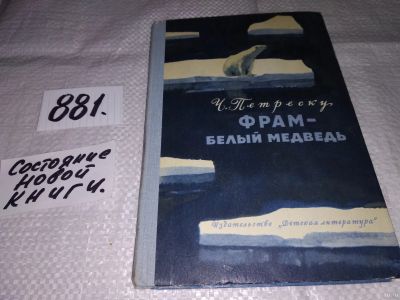 881.
Состояние
новой
книги.
Ч. Петреску
ФРАМ-
БЕЛЫЙ МЕДВЕДЬ
Издательство „Детская литература"